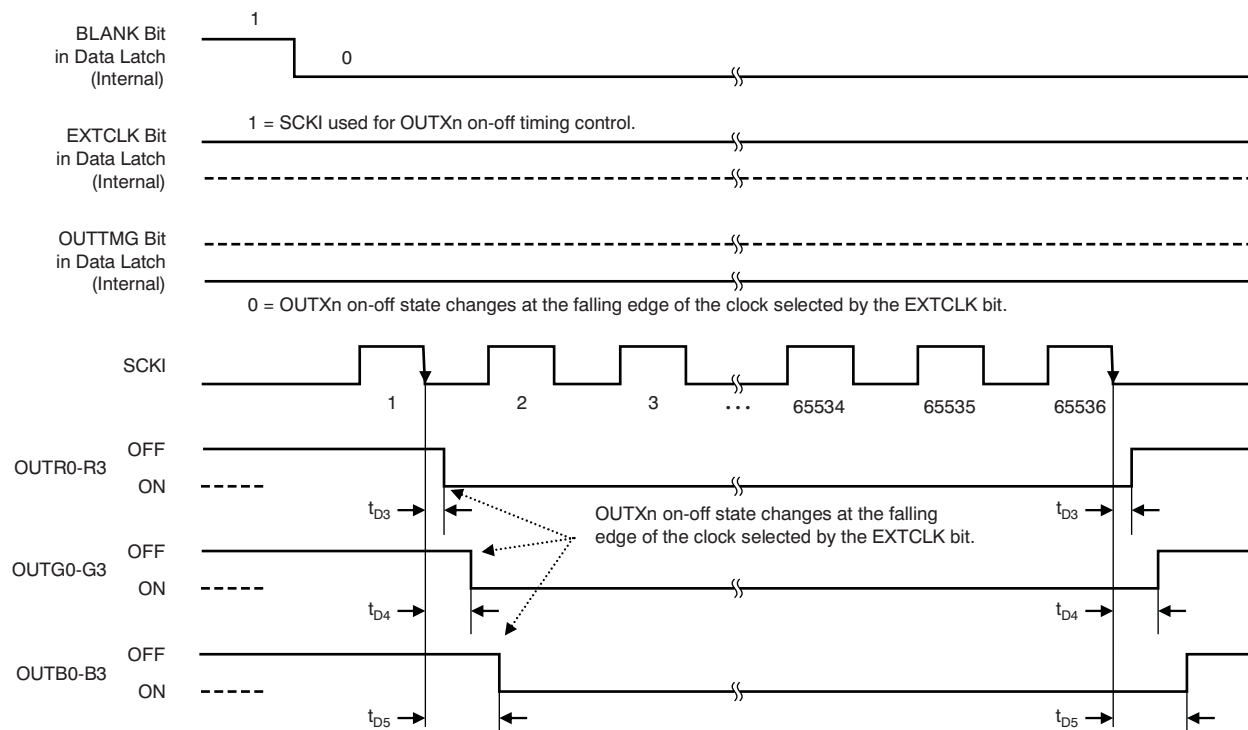 1
BLANK Bit
in Data Latch
(Internal)
0
1 = SCKI used for OUTXn on-off timing control.
EXTCLK Bit
in Data Latch
(Internal)
OUTTMG Bit
in Data Latch
(Internal)
0 = OUTXn on-off state changes at the falling edge of the clock selected by the EXTCLK bit.
SCKI
1 2 3 ... 65534 65535 65536
OFF
OUTR0-R3
ON
tD3 tD3
OUTXn on-off state changes at the falling
edge of the clock selected by the EXTCLK bit.
OFF
OUTG0-G3
ON
tD4 tD4
OFF
OUTB0-B3
ON
tD5 tD5